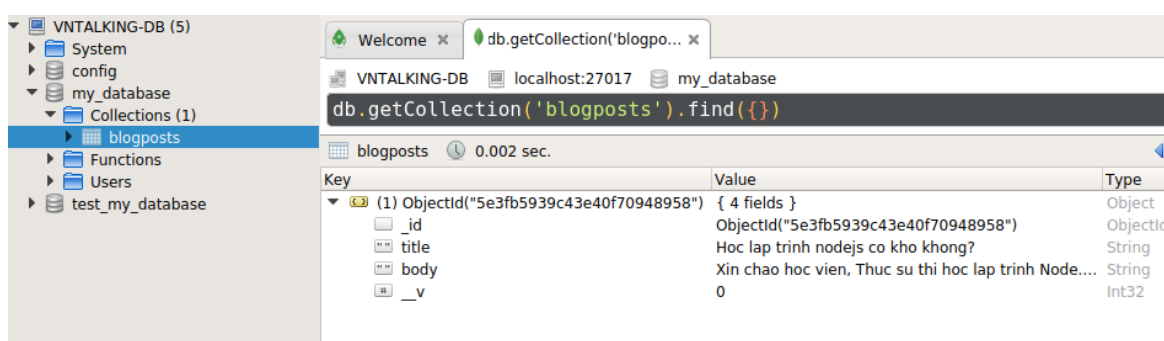 VNTALKING-DB (5)
System
config
my_database
Collections (1)
blogposts
Functions
Users
test_my_database
Welcome
db.getCollection('blogpo...
VNTALKING-DB localhost:27017 my_database
db.getCollection('blogposts').find({})
blogposts 0.002 sec.
Key Value Type
(1) ObjectId("5e3fb5939c43e40f70948958") { 4 fields } Object
_id ObjectId("5e3fb5939c43e40f70948958") ObjectId
title Hoc lap trinh nodejs co kho khong? String
body Xin chao hoc vien, Thuc su thi hoc lap trinh Node.... String
__v 0 Int32